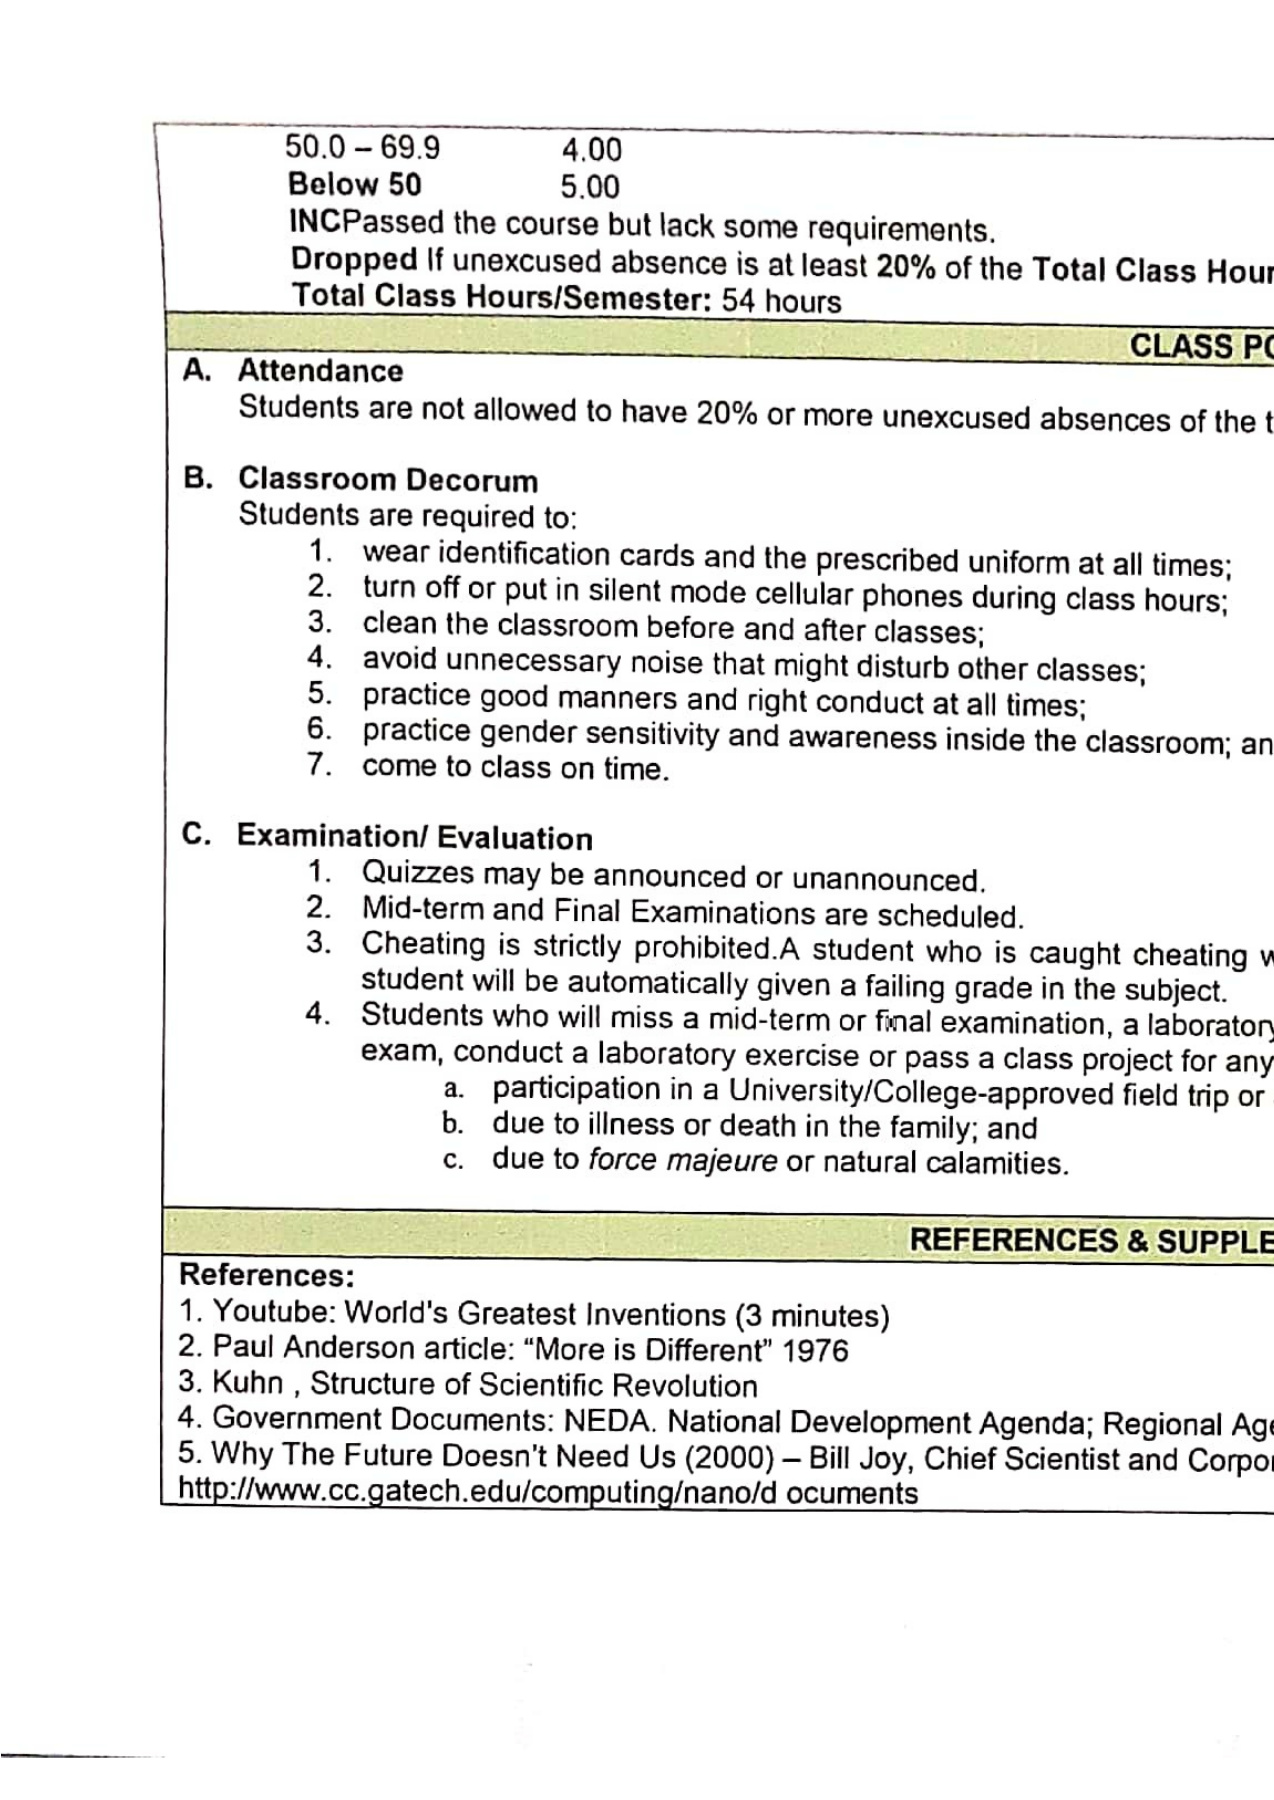 50.0 – 69.9 4.00
Below 50 5.00
INCPassed the course but lack some requirements.
Dropped If unexcused absence is at least 20% of the Total Class Hour
Total Class Hours/Semester: 54 hours
CLASS PO
A. Attendance
Students are not allowed to have 20% or more unexcused absences of the t
B. Classroom Decorum
Students are required to:
1. wear identification cards and the prescribed uniform at all times;
2. turn off or put in silent mode cellular phones during class hours;
3. clean the classroom before and after classes;
4. avoid unnecessary noise that might disturb other classes;
5. practice good manners and right conduct at all times;
6. practice gender sensitivity and awareness inside the classroom; an
7. come to class on time.
C. Examination/ Evaluation
1. Quizzes may be announced or unannounced.
2. Mid-term and Final Examinations are scheduled.
3. Cheating is strictly prohibited.A student who is caught cheating w
student will be automatically given a failing grade in the subject.
4. Students who will miss a mid-term or final examination, a laboratory
exam, conduct a laboratory exercise or pass a class project for any
a. participation in a University/College-approved field trip or
b. due to illness or death in the family; and
c. due to force majeure or natural calamities.
REFERENCES & SUPPLE
References:
1. Youtube: World's Greatest Inventions (3 minutes)
2. Paul Anderson article: “More is Different” 1976
3. Kuhn , Structure of Scientific Revolution
4. Government Documents: NEDA. National Development Agenda; Regional Age
5. Why The Future Doesn't Need Us (2000) – Bill Joy, Chief Scientist and Corpor
http://www.cc.gatech.edu/computing/nano/d ocuments